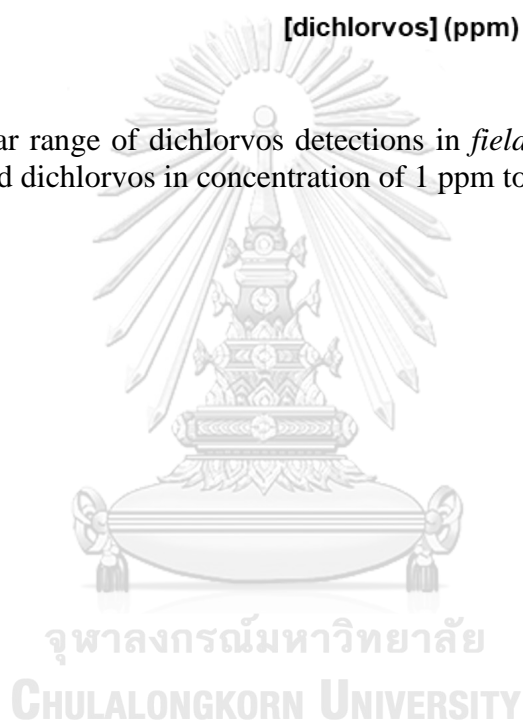 [dichlorvos] (ppm)
ar range of dichlorvos detections in field
d dichlorvos in concentration of 1 ppm to
จุฬาลงกรณ์มหาวิทยาลัย
CHULALONGKORN UNIVERSITY